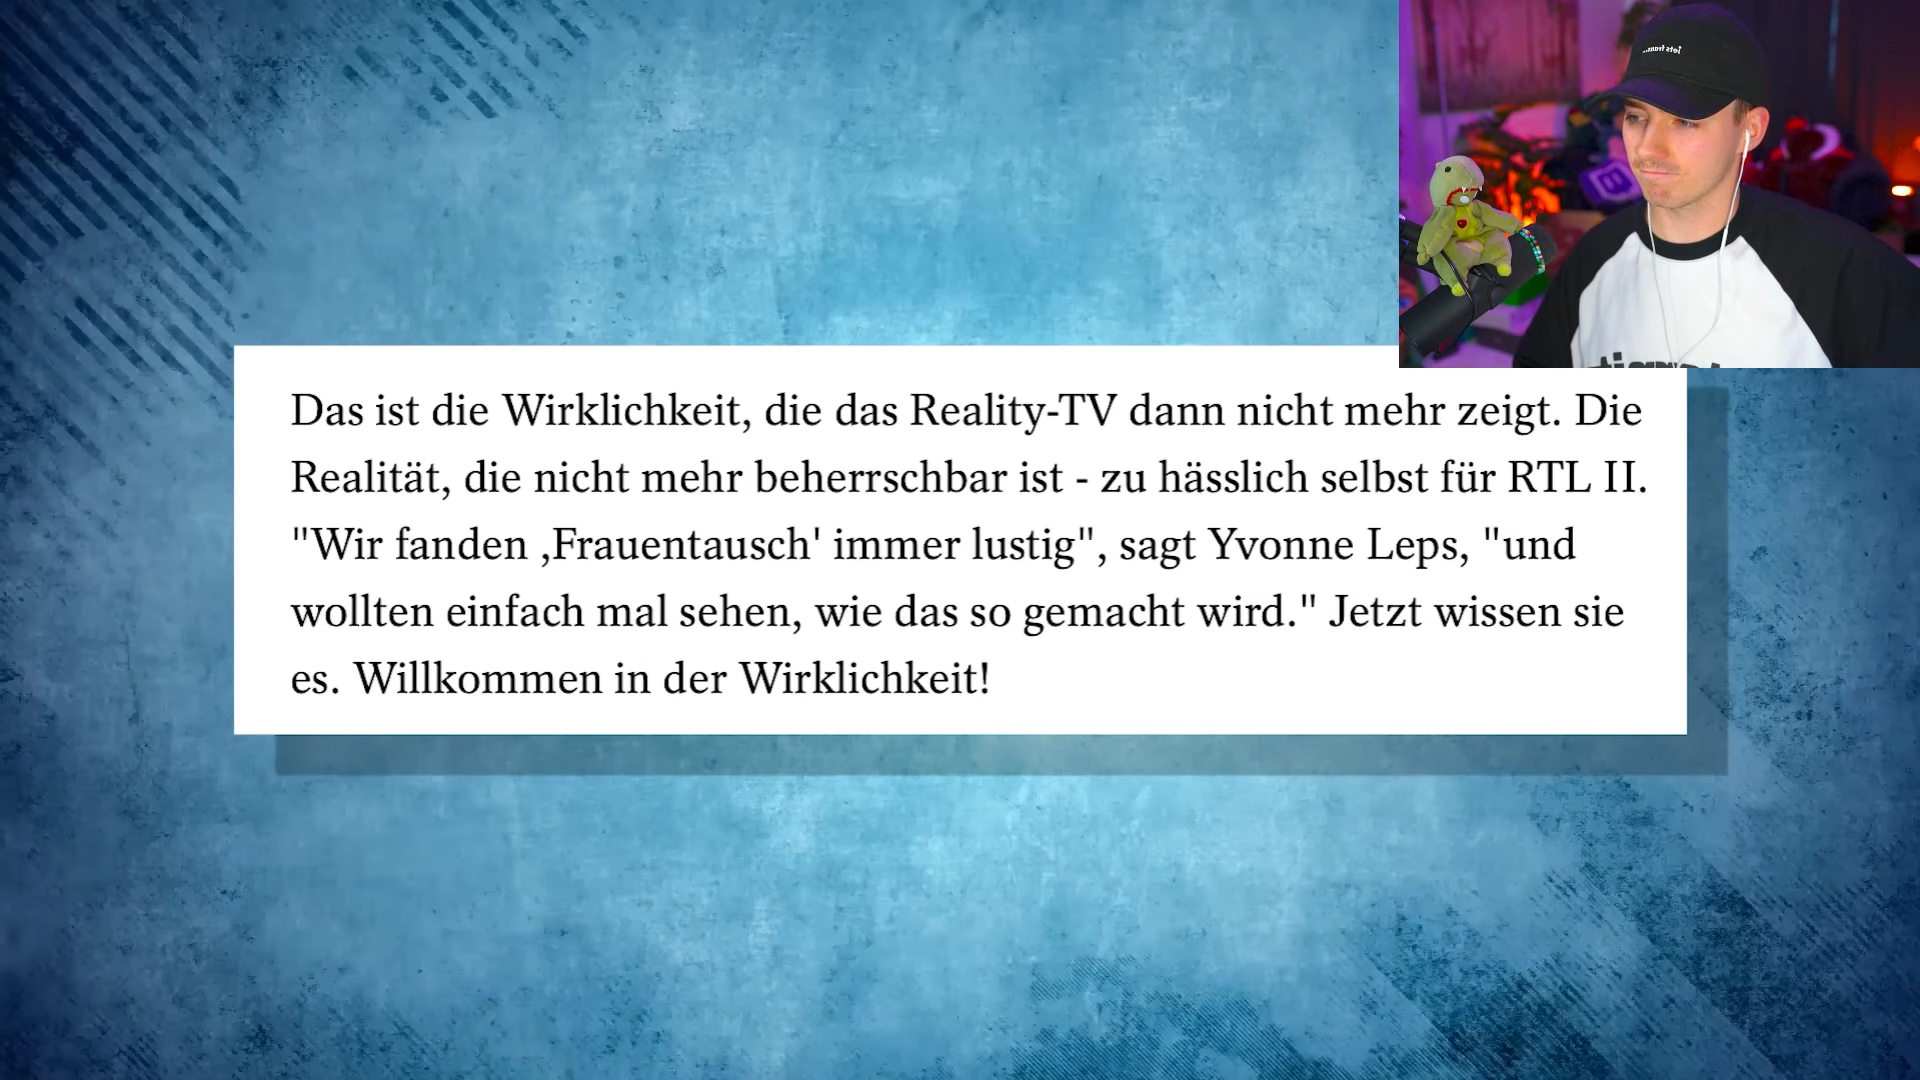 Das ist die Wirklichkeit, die das Reality-TV dann nicht mehr zeigt. Die
Realität, die nicht mehr beherrschbar ist - zu hässlich selbst für RTL II.
"Wir fanden ,Frauentausch' immer lustig", sagt Yvonne Leps, "und
wollten einfach mal sehen, wie das so gemacht wird." Jetzt wissen sie
es. Willkommen in der Wirklichkeit!